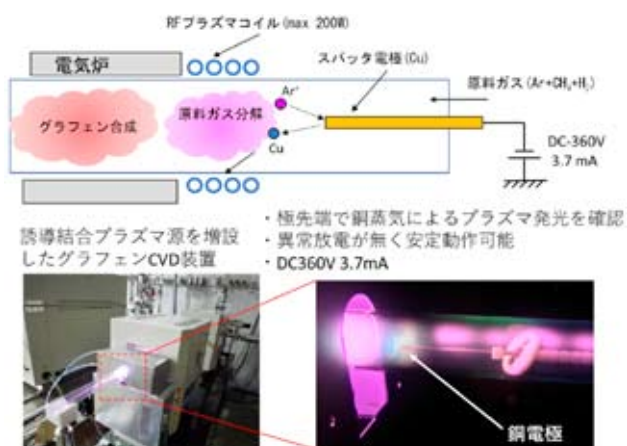 RFプラズマコイル(max 200W)
電気炉
スパッタ電極(Cu)
Ar⁺
原料ガス(Ar+CH₄+H₂)
グラフェン合成
原料ガス分解
Cu
DC-360V
3.7 mA
誘導結合プラズマ源を増設
したグラフェンCVD装置
・極先端で銅蒸気によるプラズマ発光を確認
・異常放電が無く安定動作可能
・DC360V 3.7mA
銅電極